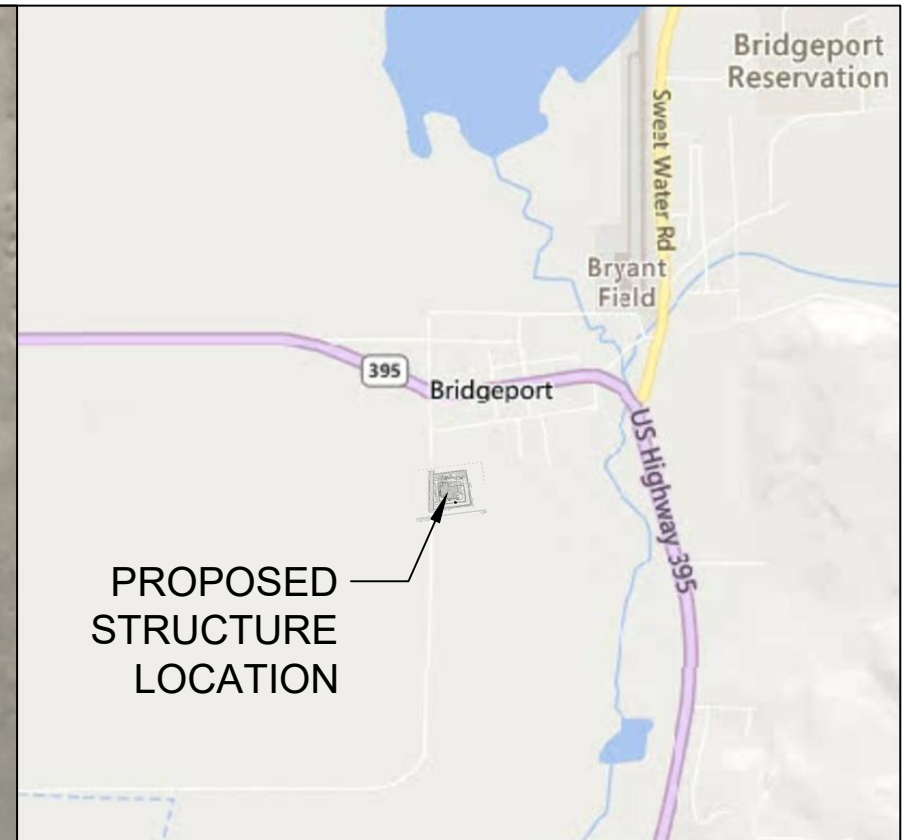 Bridgeport
Reservation
Sweet Water Rd
Bryant
Field
395
Bridgeport
US Highway 395
PROPOSED
STRUCTURE
LOCATION